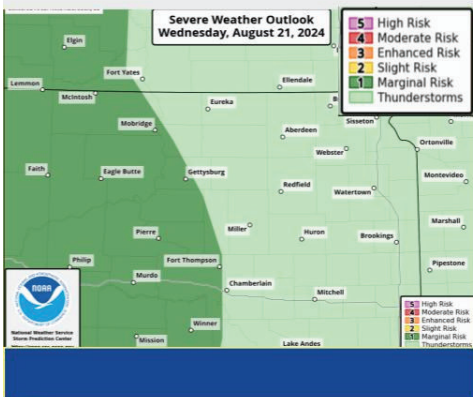 Severe Weather Outlook
Wednesday, August 21, 2024
5 High Risk
4 Moderate Risk
3 Enhanced Risk
2 Slight Risk
1 Marginal Risk
Thunderstorms
Elgin
Fort Yates
Ellendale
Lemmon
McIntosh
Eureka
B
Sisseton
Mobridge
Aberdeen
Webster
Ortonville
Faith
Eagle Butte
Gettysburg
Redfield
Watertown
Montevideo
Miller
Huron
Brookings
Marshall
Pierre
Philip
Fort Thompson
Pipestone
Murdo
Chamberlain
Mitchell
Winner
Mission
Lake Andes
NOAA
National Weather Service
Storm Prediction Center
5 High Risk
4 Moderate Risk
3 Enhanced Risk
2 Slight Risk
1 Marginal Risk
Thunderstorms